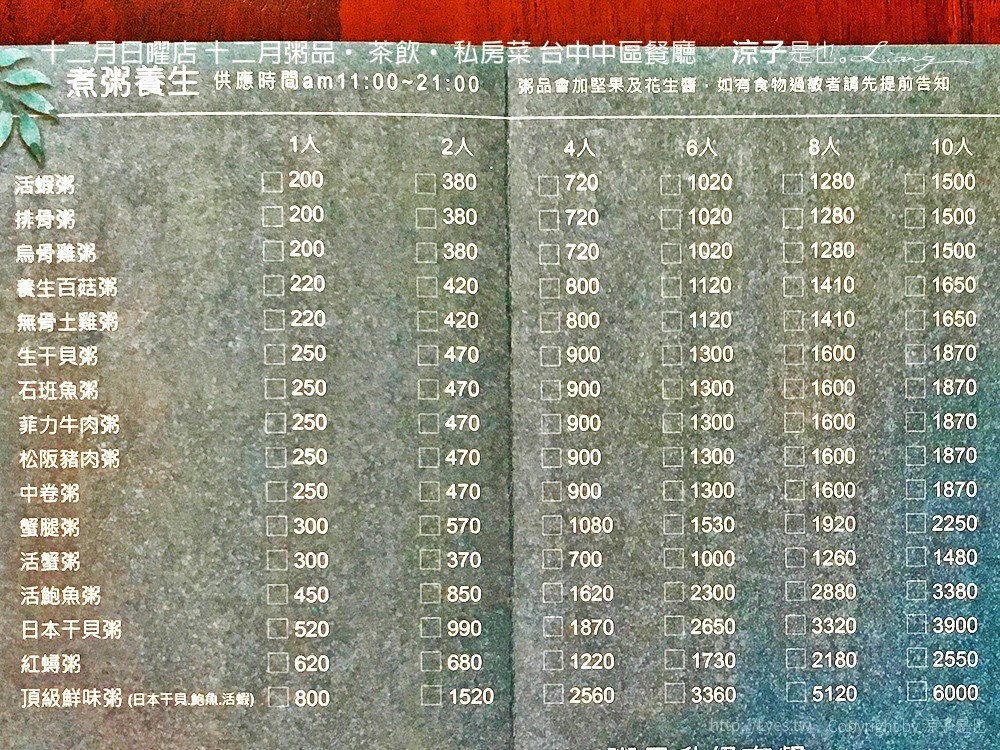 十二月日曜店 十二月粥品・ 茶飲・ 私房菜 台中中區餐廳 涼子是也。Liang
煮粥養生 供應時間am11:00~21:00 粥品會加堅果及花生醬・如有食物過敏者請先提前告知
1人 2人 4人 6人 8人 10人
活蝦粥 200 380 720 1020 1280 1500
排骨粥 200 380 720 1020 1280 1500
烏骨雞粥 200 380 720 1020 1280 1500
養生百菇粥 220 420 800 1120 1410 1650
無骨土雞粥 220 420 800 1120 1410 1650
生干貝粥 250 470 900 1300 1600 1870
石班魚粥 250 470 900 1300 1600 1870
菲力牛肉粥 250 470 900 1300 1600 1870
松阪豬肉粥 250 470 900 1300 1600 1870
中卷粥 250 470 900 1300 1600 1870
蟹腿粥 300 570 1080 1530 1920 2250
活蟹粥 300 370 700 1000 1260 1480
活鮑魚粥 450 850 1620 2300 2880 3380
日本干貝粥 520 990 1870 2650 3320 3900
紅蟳粥 620 680 1220 1730 2180 2550
頂級鮮味粥 (日本干貝.鮑魚.活蝦) 800 1520 2560 3360 5120 6000
http://Lyes.tw Copyright by 涼子是也